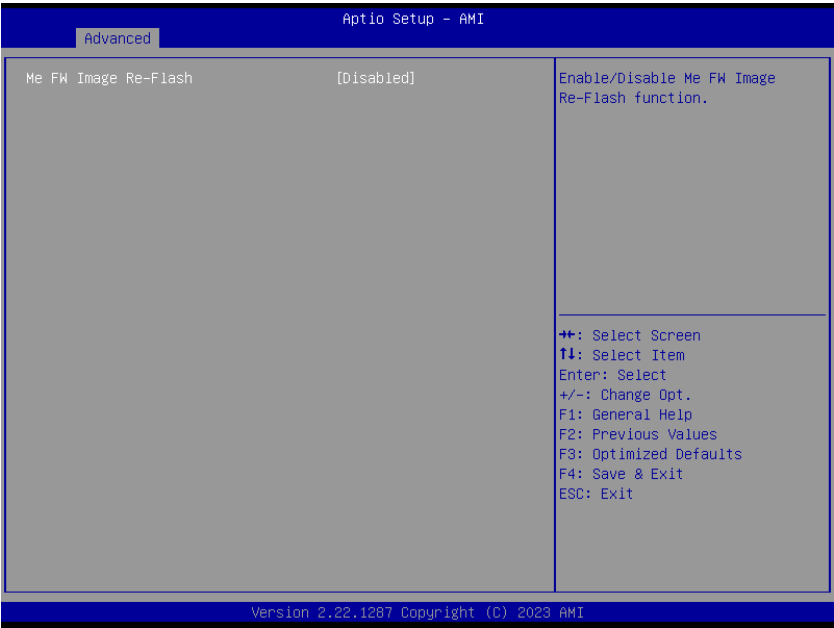 Aptio Setup – AMI
Advanced
Me FW Image Re–Flash [Disabled]
Enable/Disable Me FW Image
Re–Flash function.
→←: Select Screen
↑↓: Select Item
Enter: Select
+/–: Change Opt.
F1: General Help
F2: Previous Values
F3: Optimized Defaults
F4: Save & Exit
ESC: Exit
Version 2.22.1287 Copyright (C) 2023 AMI